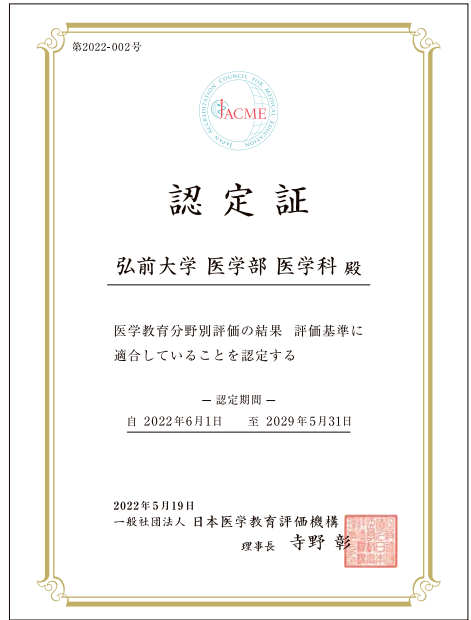 第2022-002号
JAPAN ACCREDITATION COUNCIL FOR MEDICAL EDUCATION
JACME
認定証
弘前大学 医学部 医学科 殿
医学教育分野別評価の結果 評価基準に
適合していることを認定する
― 認定期間 ―
自 2022年6月1日 至 2029年5月31日
2022年5月19日
一般社団法人 日本医学教育評価機構
理事長 寺野 彰